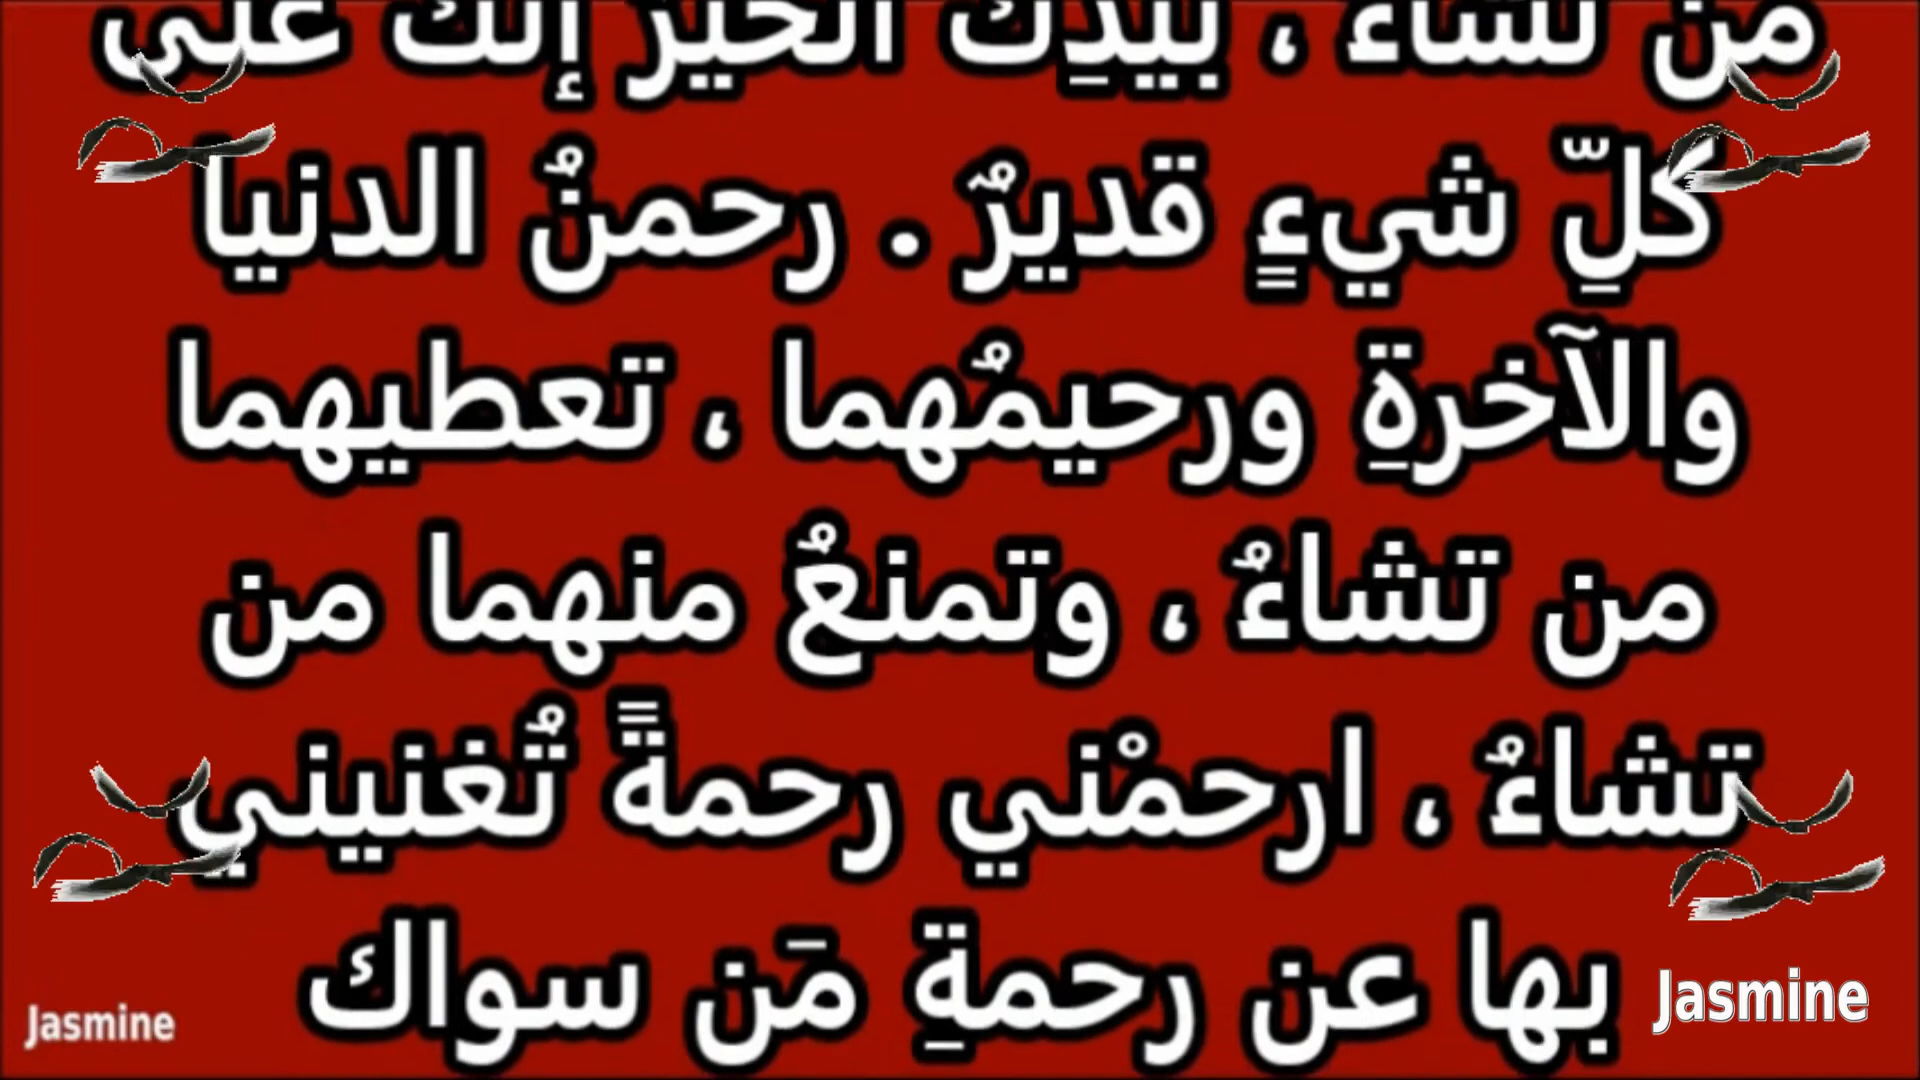 من تشاء ، بيدِك الخير إنك على
كلِّ شيءٍ قديرٌ . رحمنُ الدنيا
والآخرةِ ورحيمُهما ، تعطيهما
من تشاءُ ، وتمنعُ منهما من
تشاءُ ، ارحمْني رحمةً تُغنيني
بها عن رحمةِ مَن سواك
Jasmine
Jasmine